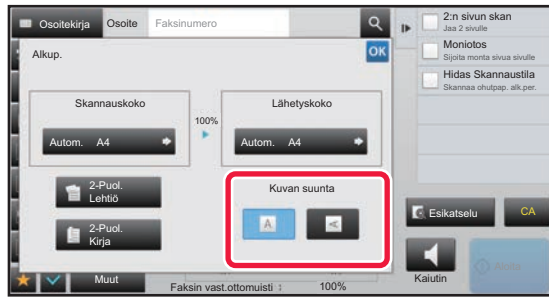 Osoitekirja Osoite Faksinumero
2:n sivun skan
Jaa 2 sivulle
Moniotos
Sijoita monta sivua sivulle
Hidas Skannaustila
Skannaa ohutpap. alk.per.
Alkup.
OK
Skannauskoko
100%
Lähetyskoko
Autom. A4
Autom. A4
2-Puol.
Lehtiö
2-Puol.
Kirja
Kuvan suunta
A
A
Esikatselu
CA
Muut
Faksin vast.ottomuisti : 100%
Kaiutin
Aloita